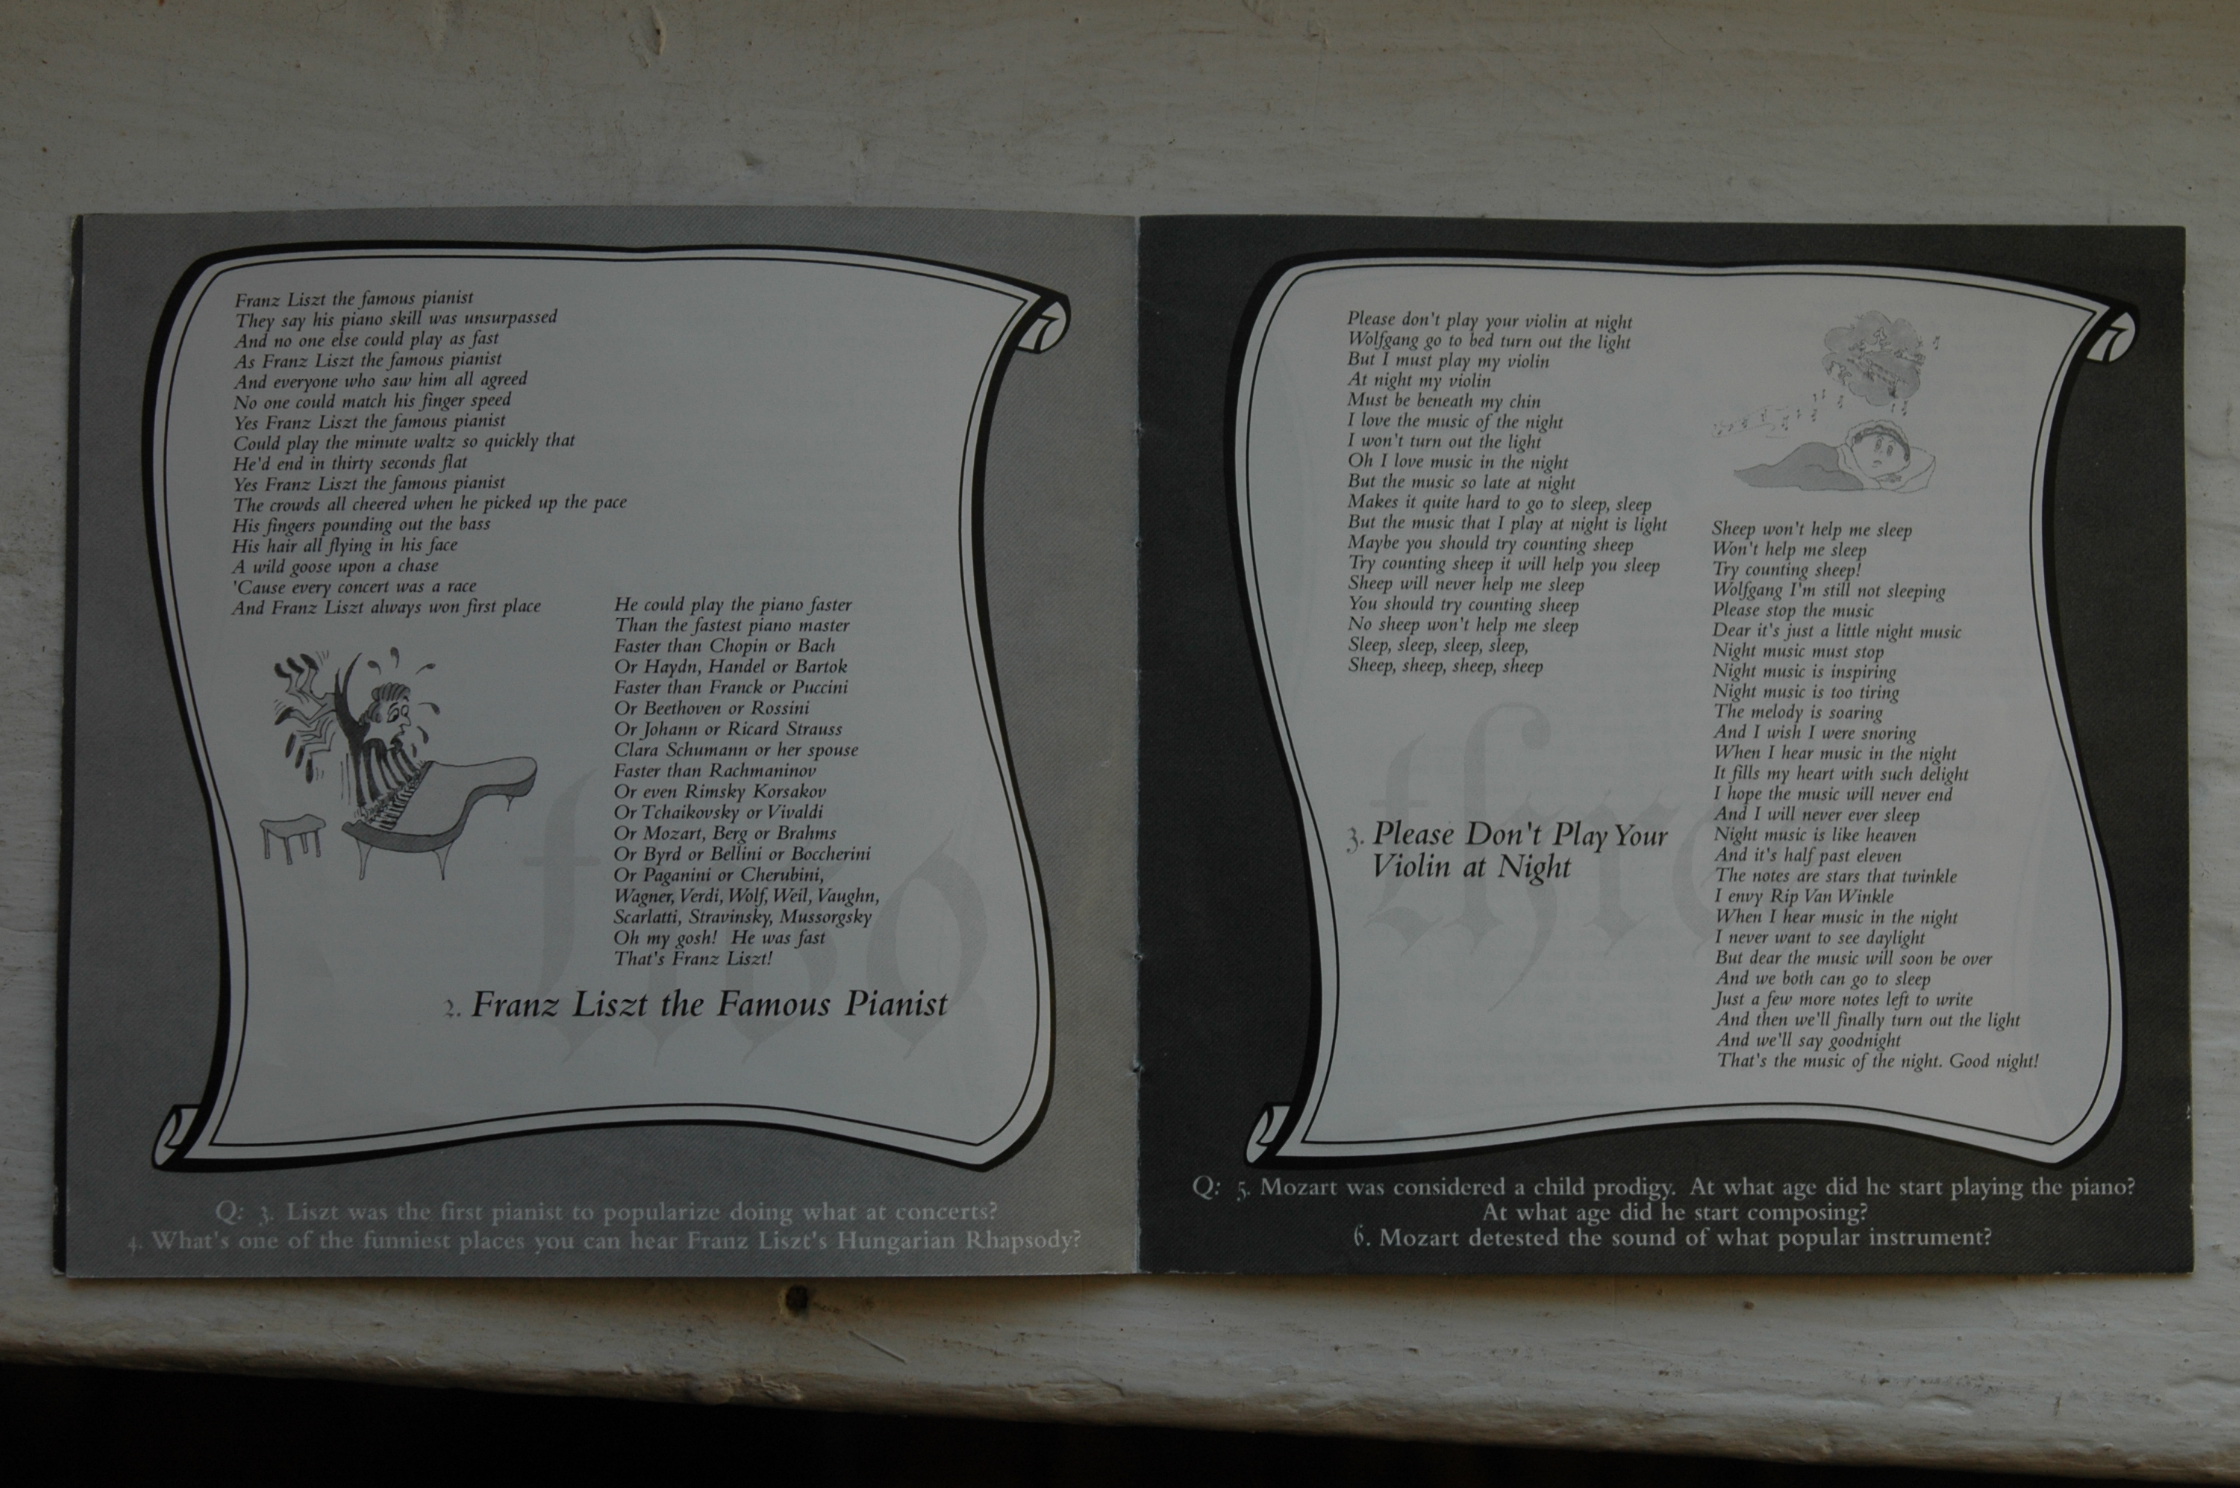 Franz Liszt the famous pianist
They say his piano skill was unsurpassed
And no one else could play as fast
As Franz Liszt the famous pianist
And everyone who saw him all agreed
No one could match his finger speed
Yes Franz Liszt the famous pianist
Could play the minute waltz so quickly that
He'd end in thirty seconds flat
Yes Franz Liszt the famous pianist
The crowds all cheered when he picked up the pace
His fingers pounding out the bass
His hair all flying in his face
A wild goose upon a chase
'Cause every concert was a race
And Franz Liszt always won first place
He could play the piano faster
Than the fastest piano master
Faster than Chopin or Bach
Or Haydn, Handel or Bartok
Faster than Franck or Puccini
Or Beethoven or Rossini
Or Johann or Ricard Strauss
Clara Schumann or her spouse
Faster than Rachmaninov
Or even Rimsky Korsakov
Or Tchaikovsky or Vivaldi
Or Mozart, Berg or Brahms
Or Byrd or Bellini or Boccherini
Or Paganini or Cherubini,
Wagner, Verdi, Wolf, Weil, Vaughn,
Scarlatti, Stravinsky, Mussorgsky
Oh my gosh! He was fast
That's Franz Liszt!
two
2. Franz Liszt the Famous Pianist
Q: 3. Liszt was the first pianist to popularize doing what at concerts?
4. What's one of the funniest places you can hear Franz Liszt's Hungarian Rhapsody?
Please don't play your violin at night
Wolfgang go to bed turn out the light
But I must play my violin
At night my violin
Must be beneath my chin
I love the music of the night
I won't turn out the light
Oh I love music in the night
But the music so late at night
Makes it quite hard to go to sleep, sleep
But the music that I play at night is light
Maybe you should try counting sheep
Try counting sheep it will help you sleep
Sheep will never help me sleep
You should try counting sheep
No sheep won't help me sleep
Sleep, sleep, sleep, sleep,
Sheep, sheep, sheep, sheep
three
3. Please Don't Play Your
Violin at Night
Sheep won't help me sleep
Won't help me sleep
Try counting sheep!
Wolfgang I'm still not sleeping
Please stop the music
Dear it's just a little night music
Night music must stop
Night music is inspiring
Night music is too tiring
The melody is soaring
And I wish I were snoring
When I hear music in the night
It fills my heart with such delight
I hope the music will never end
And I will never ever sleep
Night music is like heaven
And it's half past eleven
The notes are stars that twinkle
I envy Rip Van Winkle
When I hear music in the night
I never want to see daylight
But dear the music will soon be over
And we both can go to sleep
Just a few more notes left to write
And then we'll finally turn out the light
And we'll say goodnight
That's the music of the night. Good night!
Q: 5. Mozart was considered a child prodigy. At what age did he start playing the piano?
At what age did he start composing?
6. Mozart detested the sound of what popular instrument?